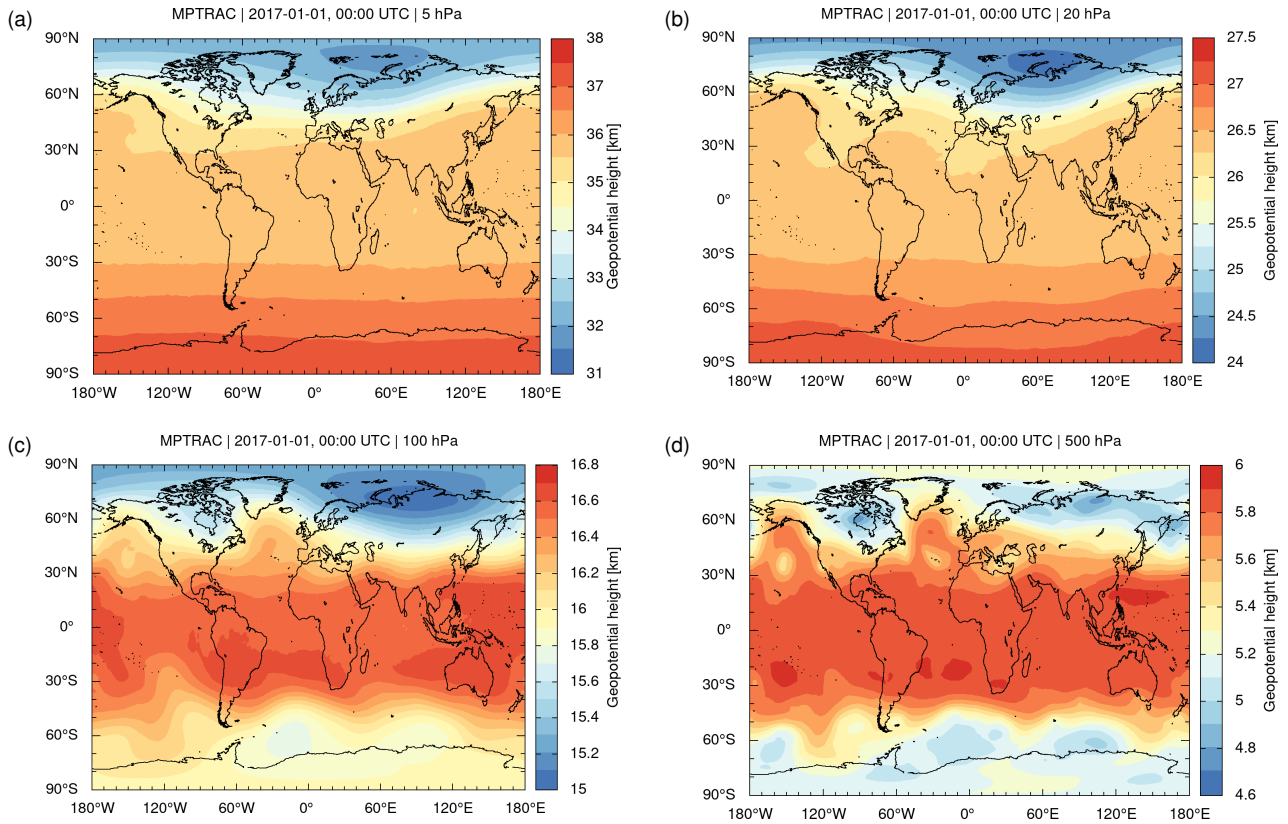 (a)
MPTRAC | 2017-01-01, 00:00 UTC | 5 hPa
90°N
60°N
30°N
0°
30°S
60°S
90°S
180°W 120°W 60°W 0° 60°E 120°E 180°E
38
37
36
35
34
33
32
31
Geopotential height [km]
(b)
MPTRAC | 2017-01-01, 00:00 UTC | 20 hPa
90°N
60°N
30°N
0°
30°S
60°S
90°S
180°W 120°W 60°W 0° 60°E 120°E 180°E
27.5
27
26.5
26
25.5
25
24.5
24
Geopotential height [km]
(c)
MPTRAC | 2017-01-01, 00:00 UTC | 100 hPa
90°N
60°N
30°N
0°
30°S
60°S
90°S
180°W 120°W 60°W 0° 60°E 120°E 180°E
16.8
16.6
16.4
16.2
16
15.8
15.6
15.4
15.2
15
Geopotential height [km]
(d)
MPTRAC | 2017-01-01, 00:00 UTC | 500 hPa
90°N
60°N
30°N
0°
30°S
60°S
90°S
180°W 120°W 60°W 0° 60°E 120°E 180°E
6
5.8
5.6
5.4
5.2
5
4.8
4.6
Geopotential height [km]